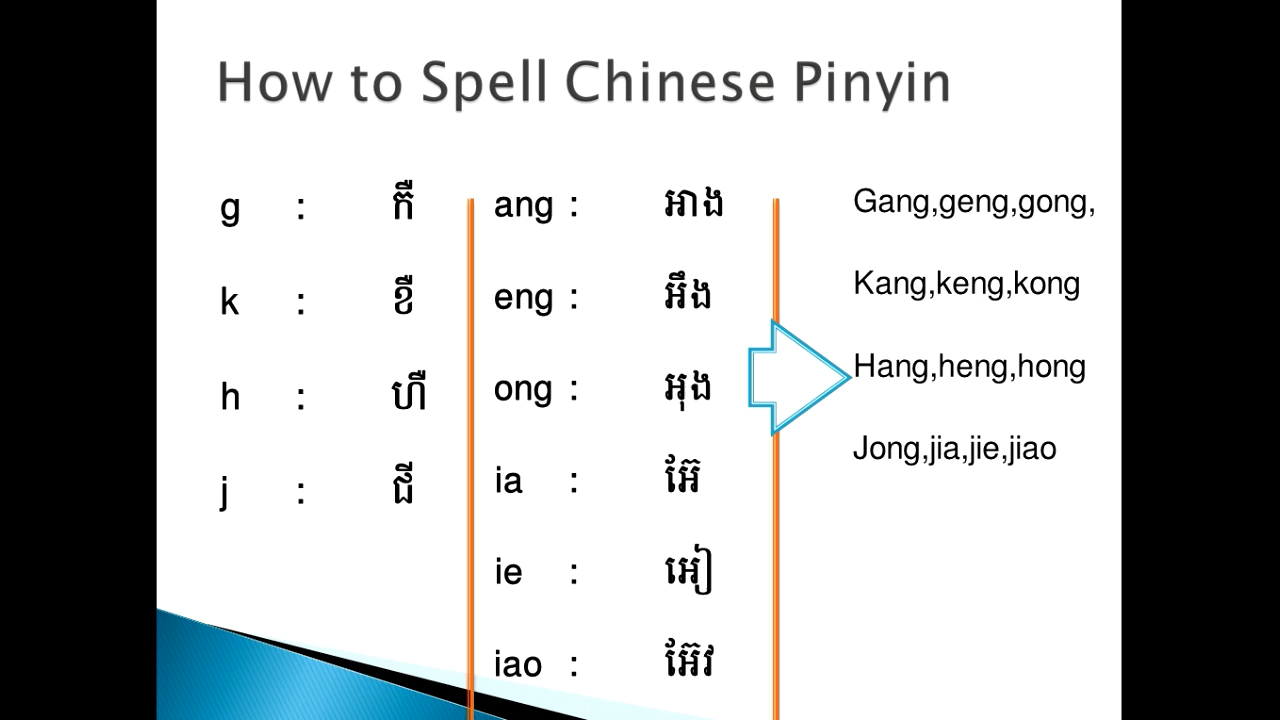 How to Spell Chinese Pinyin
g : កឺ
k : ខឺ
h : ហឺ
j : ជី
ang : អាង
eng : អឹង
ong : អុង
ia : អ៊ែ
ie : អៀ
iao : អ៊ែវ
Gang,geng,gong,
Kang,keng,kong
Hang,heng,hong
Jong,jia,jie,jiao